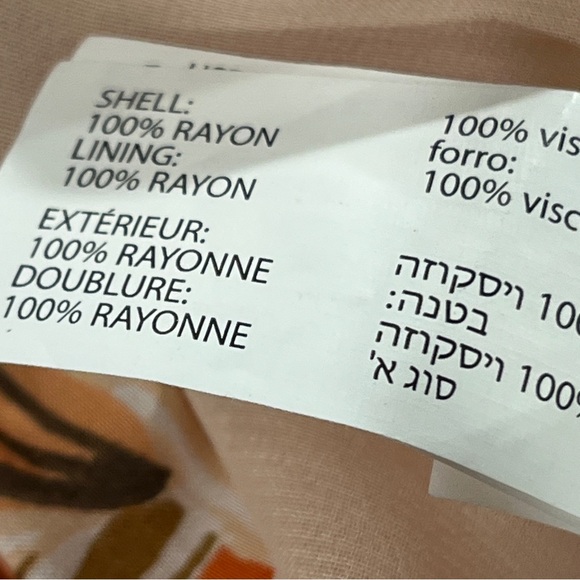 SHELL:
100% RAYON
LINING:
100% RAYON
EXTÉRIEUR:
100% RAYONNE
DOUBLURE:
100% RAYONNE
100%
forro:
100%
ויסקוזה
בטנה:
100% ויסקוזה
סוג א'